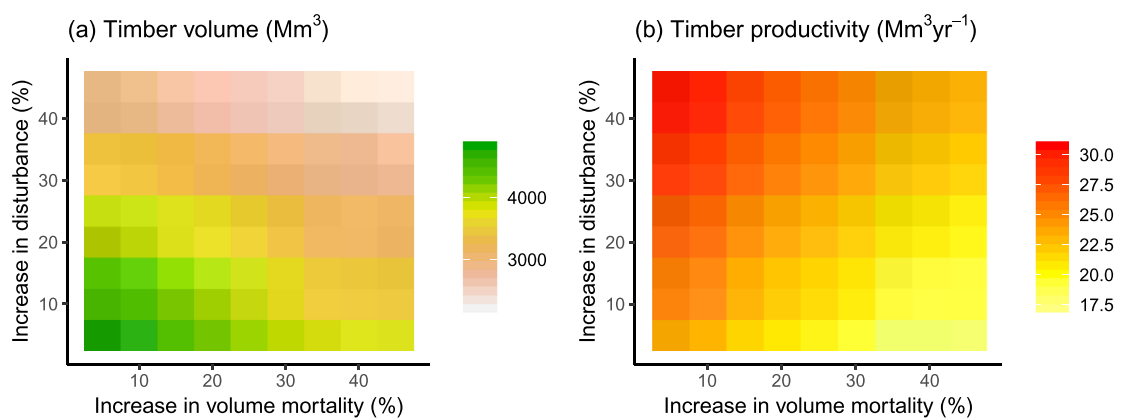 (a) Timber volume (Mm³)
Increase in disturbance (%)
40
30
20
10
10 20 30 40
Increase in volume mortality (%)
4000
3000
(b) Timber productivity (Mm³yr⁻¹)
Increase in disturbance (%)
40
30
20
10
10 20 30 40
Increase in volume mortality (%)
30.0
27.5
25.0
22.5
20.0
17.5